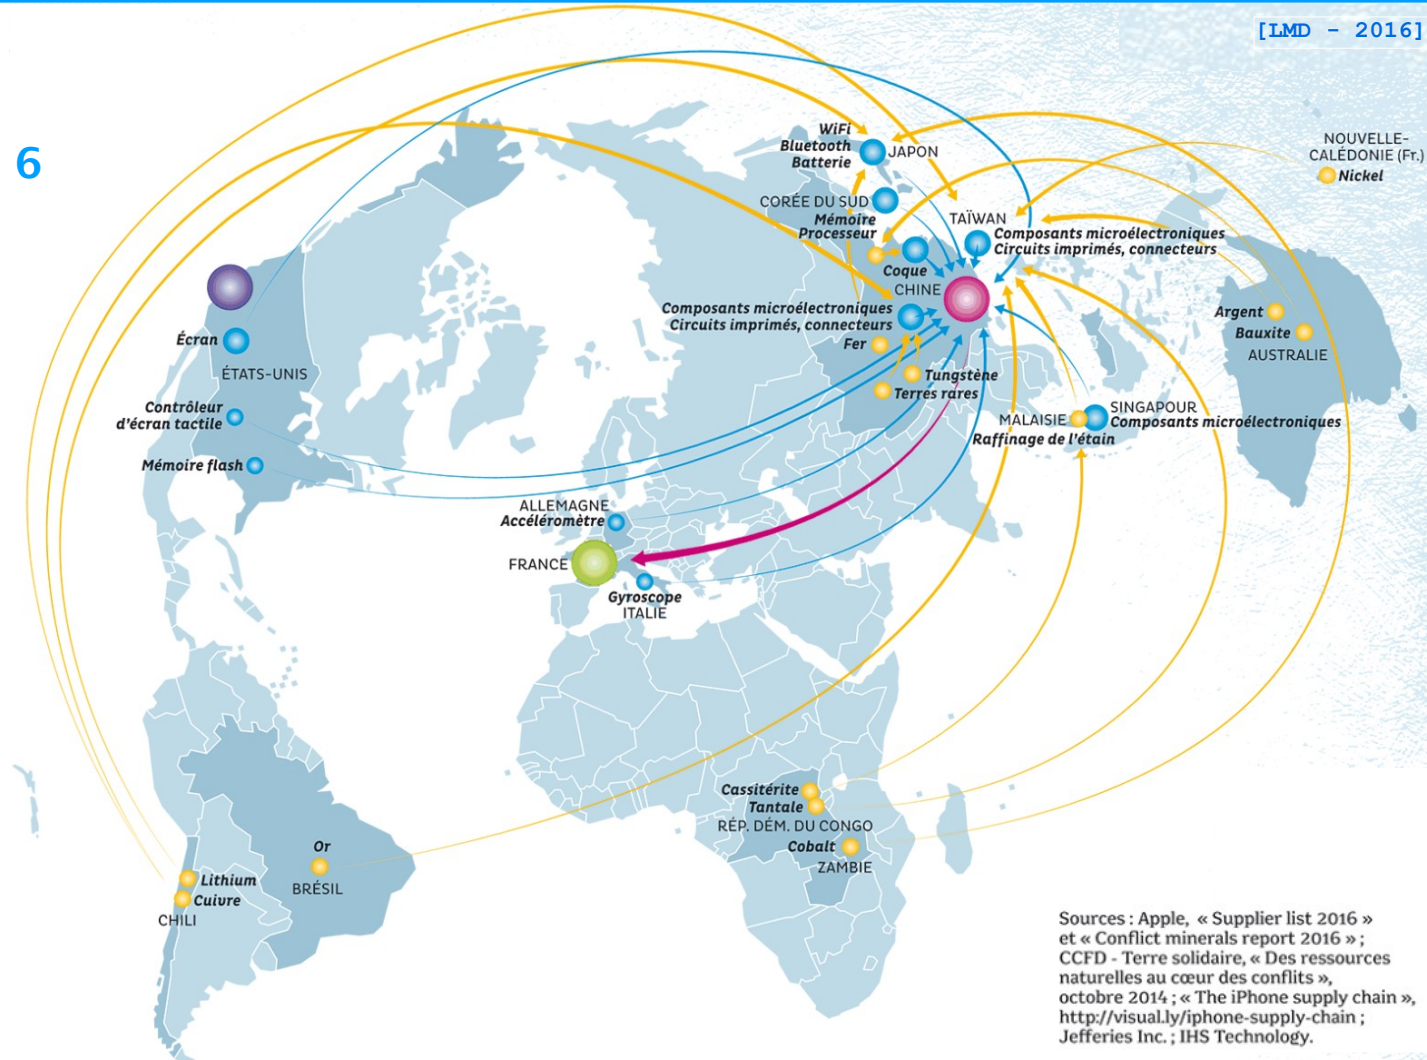 [LMD - 2016]
6
WiFi
Bluetooth
Batterie
JAPON
NOUVELLE-
CALÉDONIE (Fr.)
Nickel
CORÉE DU SUD
Mémoire
Processeur
TAÏWAN
Composants microélectroniques
Circuits imprimés, connecteurs
Coque
CHINE
Composants microélectroniques
Circuits imprimés, connecteurs
Fer
Tungstène
Terres rares
Argent
Bauxite
AUSTRALIE
Écran
ÉTATS-UNIS
Contrôleur
d'écran tactile
Mémoire flash
MALAISIE
Raffinage de l'étain
SINGAPOUR
Composants microélectroniques
ALLEMAGNE
Accéléromètre
FRANCE
Gyroscope
ITALIE
Cassitérite
Tantale
RÉP. DÉM. DU CONGO
Cobalt
ZAMBIE
Or
BRÉSIL
Lithium
Cuivre
CHILI
Sources : Apple, « Supplier list 2016 »
et « Conflict minerals report 2016 » ;
CCFD - Terre solidaire, « Des ressources
naturelles au cœur des conflits »,
octobre 2014 ; « The iPhone supply chain »,
http://visual.ly/iphone-supply-chain ;
Jefferies Inc. ; IHS Technology.